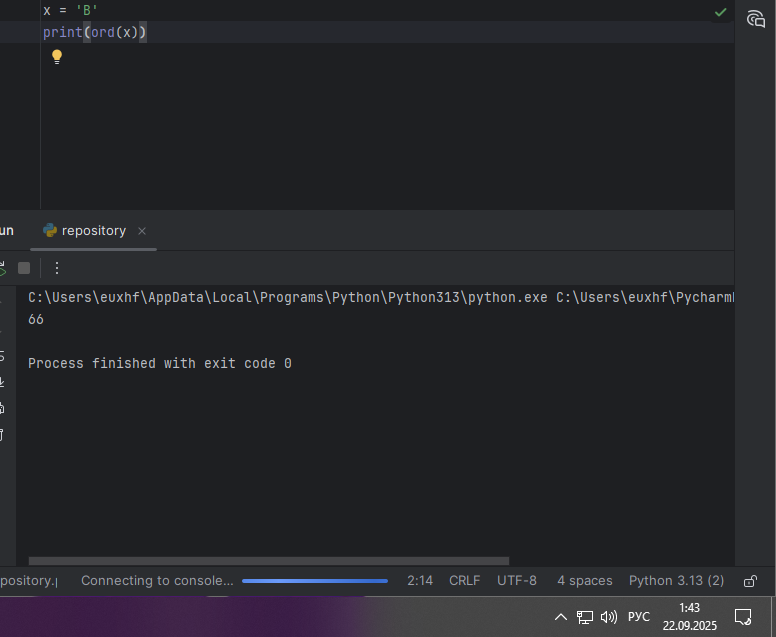 x = 'B'
print(ord(x))
un
repository
C:\Users\euxhf\AppData\Local\Programs\Python\Python313\python.exe C:\Users\euxhf\Pycharm
66
Process finished with exit code 0
pository.p
Connecting to console...
2:14
CRLF
UTF-8
4 spaces
Python 3.13 (2)
РУС
1:43
22.09.2025